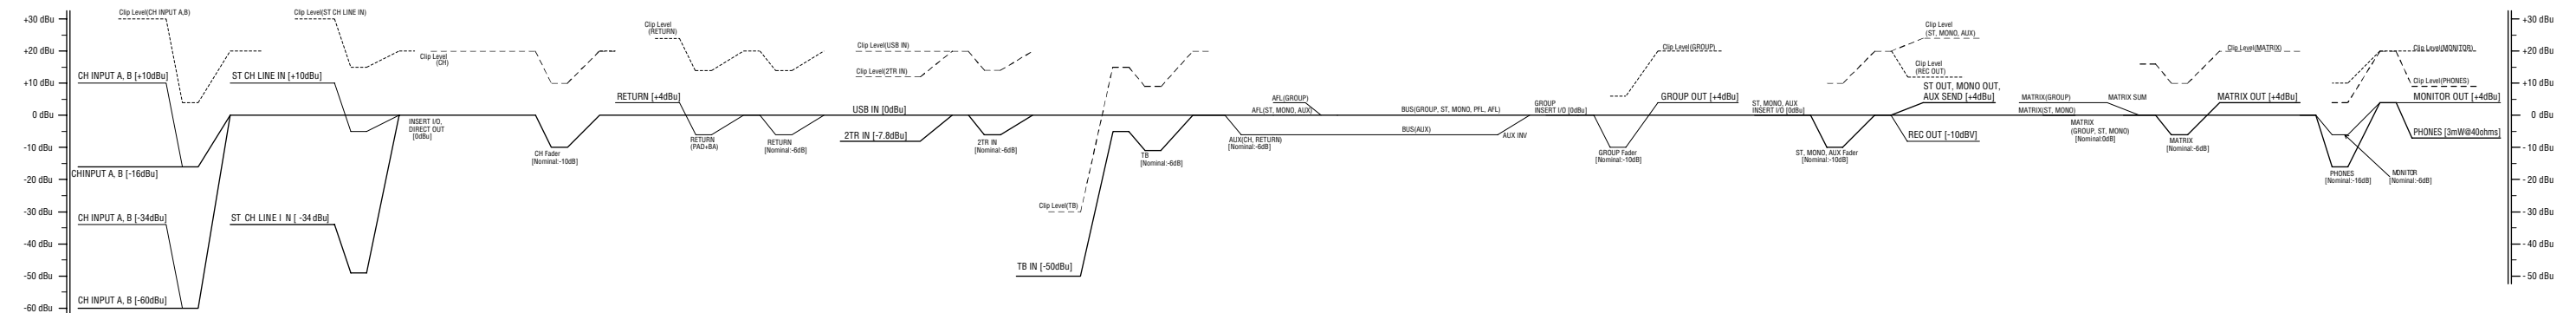 +30 dBu
+20 dBu
+10 dBu
0 dBu
-10 dBu
-20 dBu
-30 dBu
-40 dBu
-50 dBu
-60 dBu
Clip Level(CH INPUT A,B)
CH INPUT A, B [+10dBu]
CHINPUT A, B [-16dBu]
CH INPUT A, B [-34dBu]
CH INPUT A, B [-60dBu]
Clip Level(ST CH LINE IN)
ST CH LINE IN [+10dBu]
ST CH LINE I N [ -34 dBu]
INSERT I/O,
DIRECT OUT
[0dBu]
Clip Level
(CH)
CH Fader
[Nominal:-10dB]
Clip Level
(RETURN)
RETURN [+4dBu]
RETURN
(PAD+BA)
RETURN
[Nominal:-6dB]
Clip Level(USB IN)
Clip Level(2TR IN)
USB IN [0dBu]
2TR IN [-7.8dBu]
2TR IN
[Nominal:-6dB]
Clip Level(TB)
TB IN [-50dBu]
TB
[Nominal:-6dB]
AFL(GROUP)
AFL(ST, MONO, AUX)
AUX(CH, RETURN)
[Nominal:-6dB]
BUS(GROUP, ST, MONO, PFL, AFL)
BUS(AUX)
AUX INV
GROUP
INSERT I/O [0dBu]
GROUP Fader
[Nominal:-10dB]
Clip Level(GROUP)
GROUP OUT [+4dBu]
ST, MONO, AUX
INSERT I/O [0dBu]
ST, MONO, AUX Fader
[Nominal:-10dB]
Clip Level
(ST, MONO, AUX)
Clip Level
(REC OUT)
ST OUT, MONO OUT,
AUX SEND [+4dBu]
REC OUT [-10dBV]
MATRIX(GROUP)
MATRIX(ST, MONO)
MATRIX SUM
MATRIX
(GROUP, ST, MONO)
[Nominal:0dB]
MATRIX
[Nominal:-6dB]
Clip Level(MATRIX)
MATRIX OUT [+4dBu]
PHONES
[Nominal:-16dB]
MONITOR
[Nominal:-6dB]
Clip Level(MONITOR)
Clip Level(PHONES)
MONITOR OUT [+4dBu]
PHONES [3mW@40ohms]
+30 dBu
+20 dBu
+10 dBu
0 dBu
-10 dBu
- 20 dBu
- 30 dBu
- 40 dBu
- 50 dBu